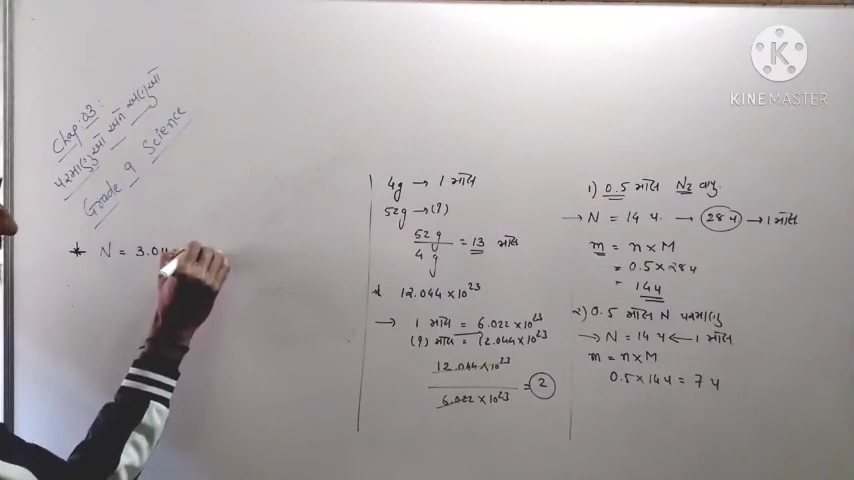 KINEMASTER
Chap:03:
પરમાણુઓ અને અણુઓ
Grade 9 Science
* N = 3.0
4g → 1 મોલ
52g → (?)
52g
4g
= 13 મોલ
* 12.044 × 10²³
→ 1 મોલ = 6.022 × 10²³
(?) મોલ = 12.044 × 10²³
12.044 × 10²³
6.022 × 10²³
= 2
1) 0.5 મોલ N₂ વાયુ.
→ N = 14 u. → 28 u → 1 મોલ
m = n × M
= 0.5 × 28 u
= 14 u
2) 0.5 મોલ N પરમાણુ
→ N = 14 u ← 1 મોલ
m = n × M
0.5 × 14 u = 7 u